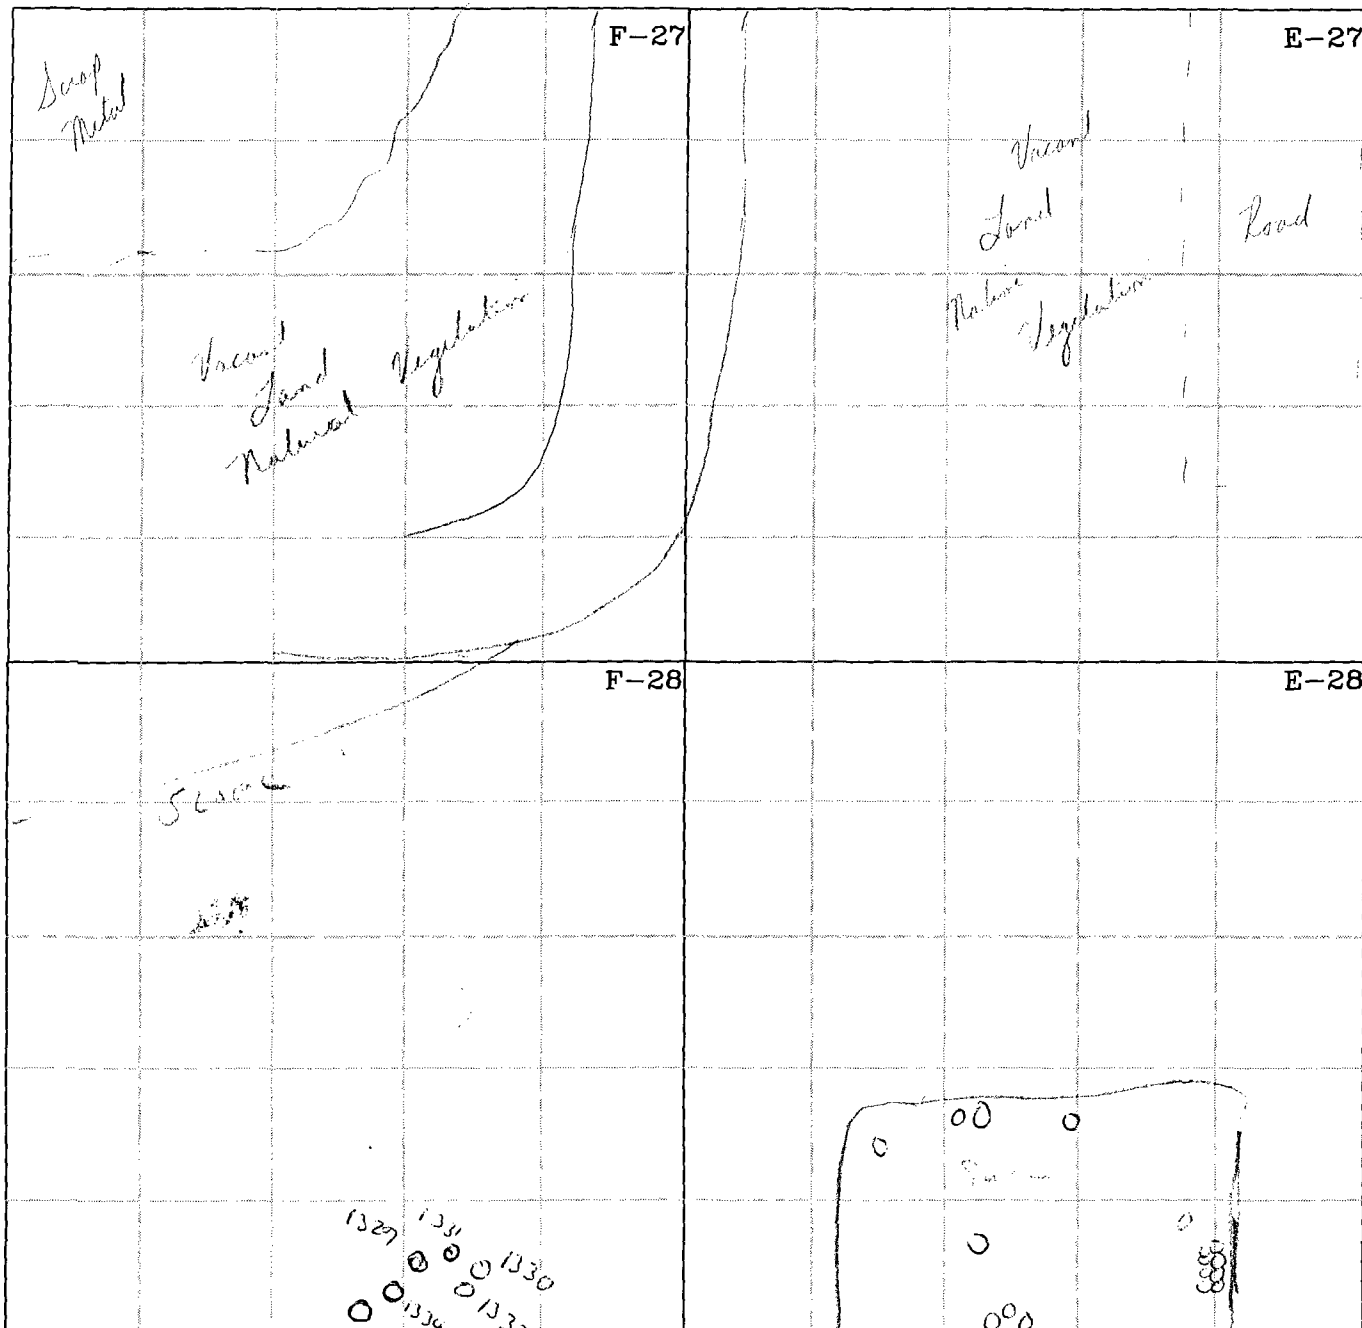 F-27
E-27
Scrap
Metal
Vacant
Land
Natural Vegetation
Vacant
Land
Native
Vegetation
Road
F-28
E-28
1329
1331
1330